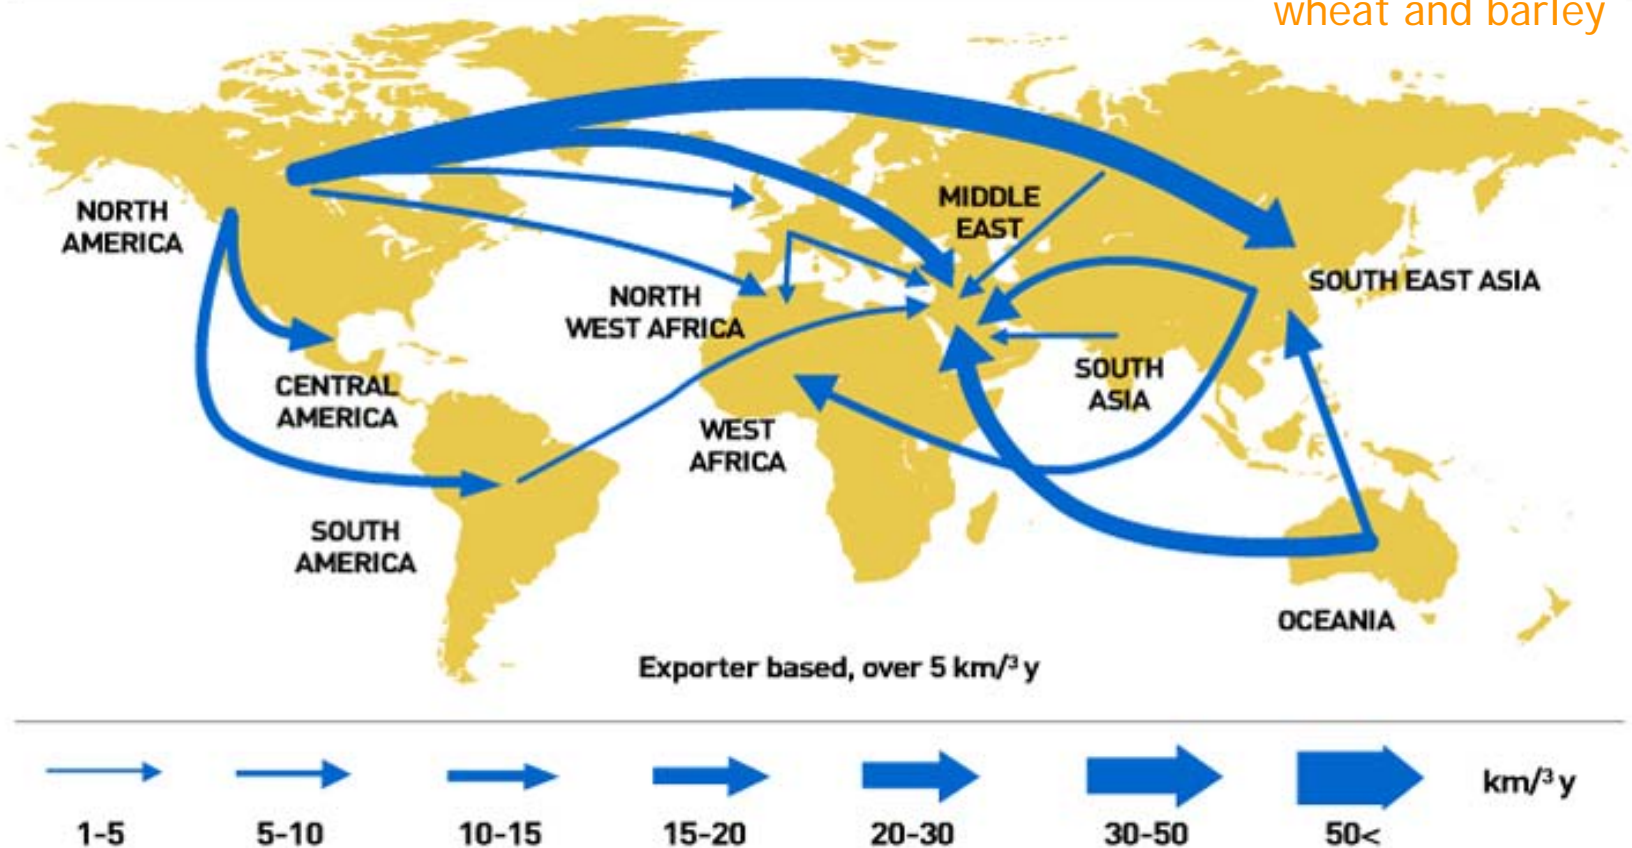 wheat and barley
NORTH
AMERICA
MIDDLE
EAST
SOUTH EAST ASIA
NORTH
WEST AFRICA
CENTRAL
AMERICA
SOUTH
ASIA
WEST
AFRICA
SOUTH
AMERICA
OCEANIA
Exporter based, over 5 km/³ y
km/³ y
1-5 5-10 10-15 15-20 20-30 30-50 50<